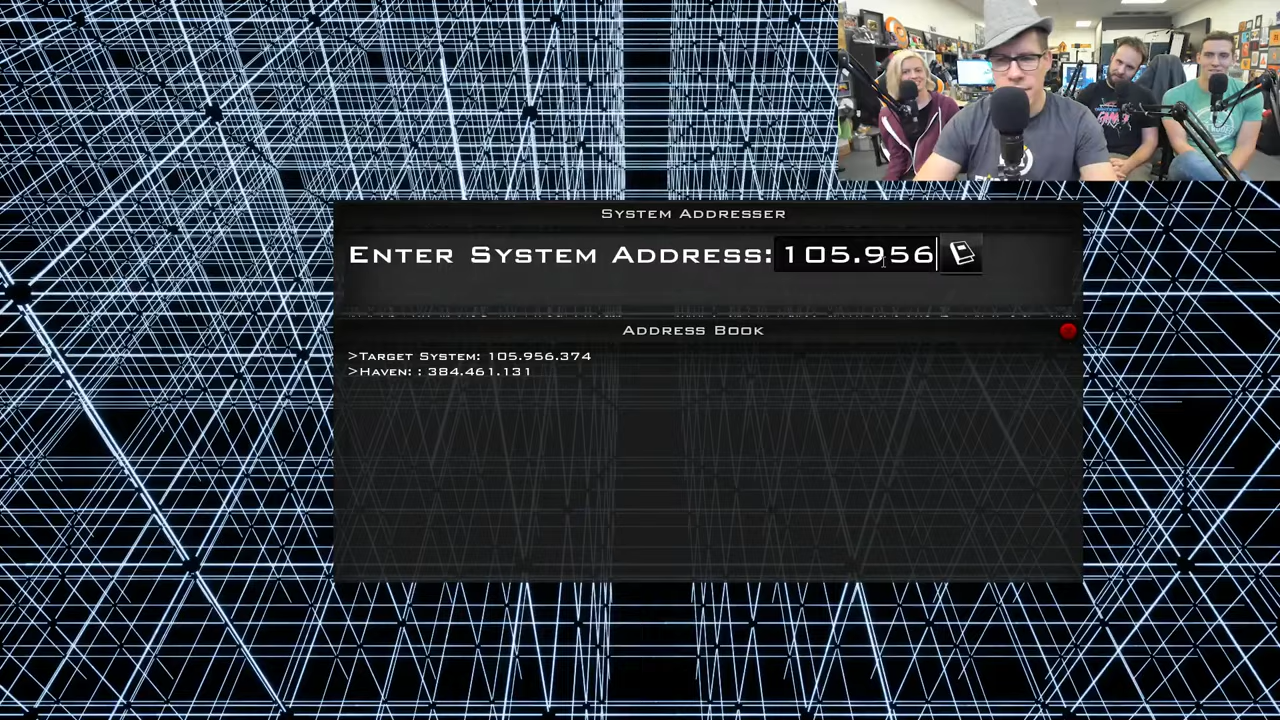 System Addresser
Enter System Address: 105.956
Address Book
>Target System: 105.956.374
>Haven: : 384.461.131